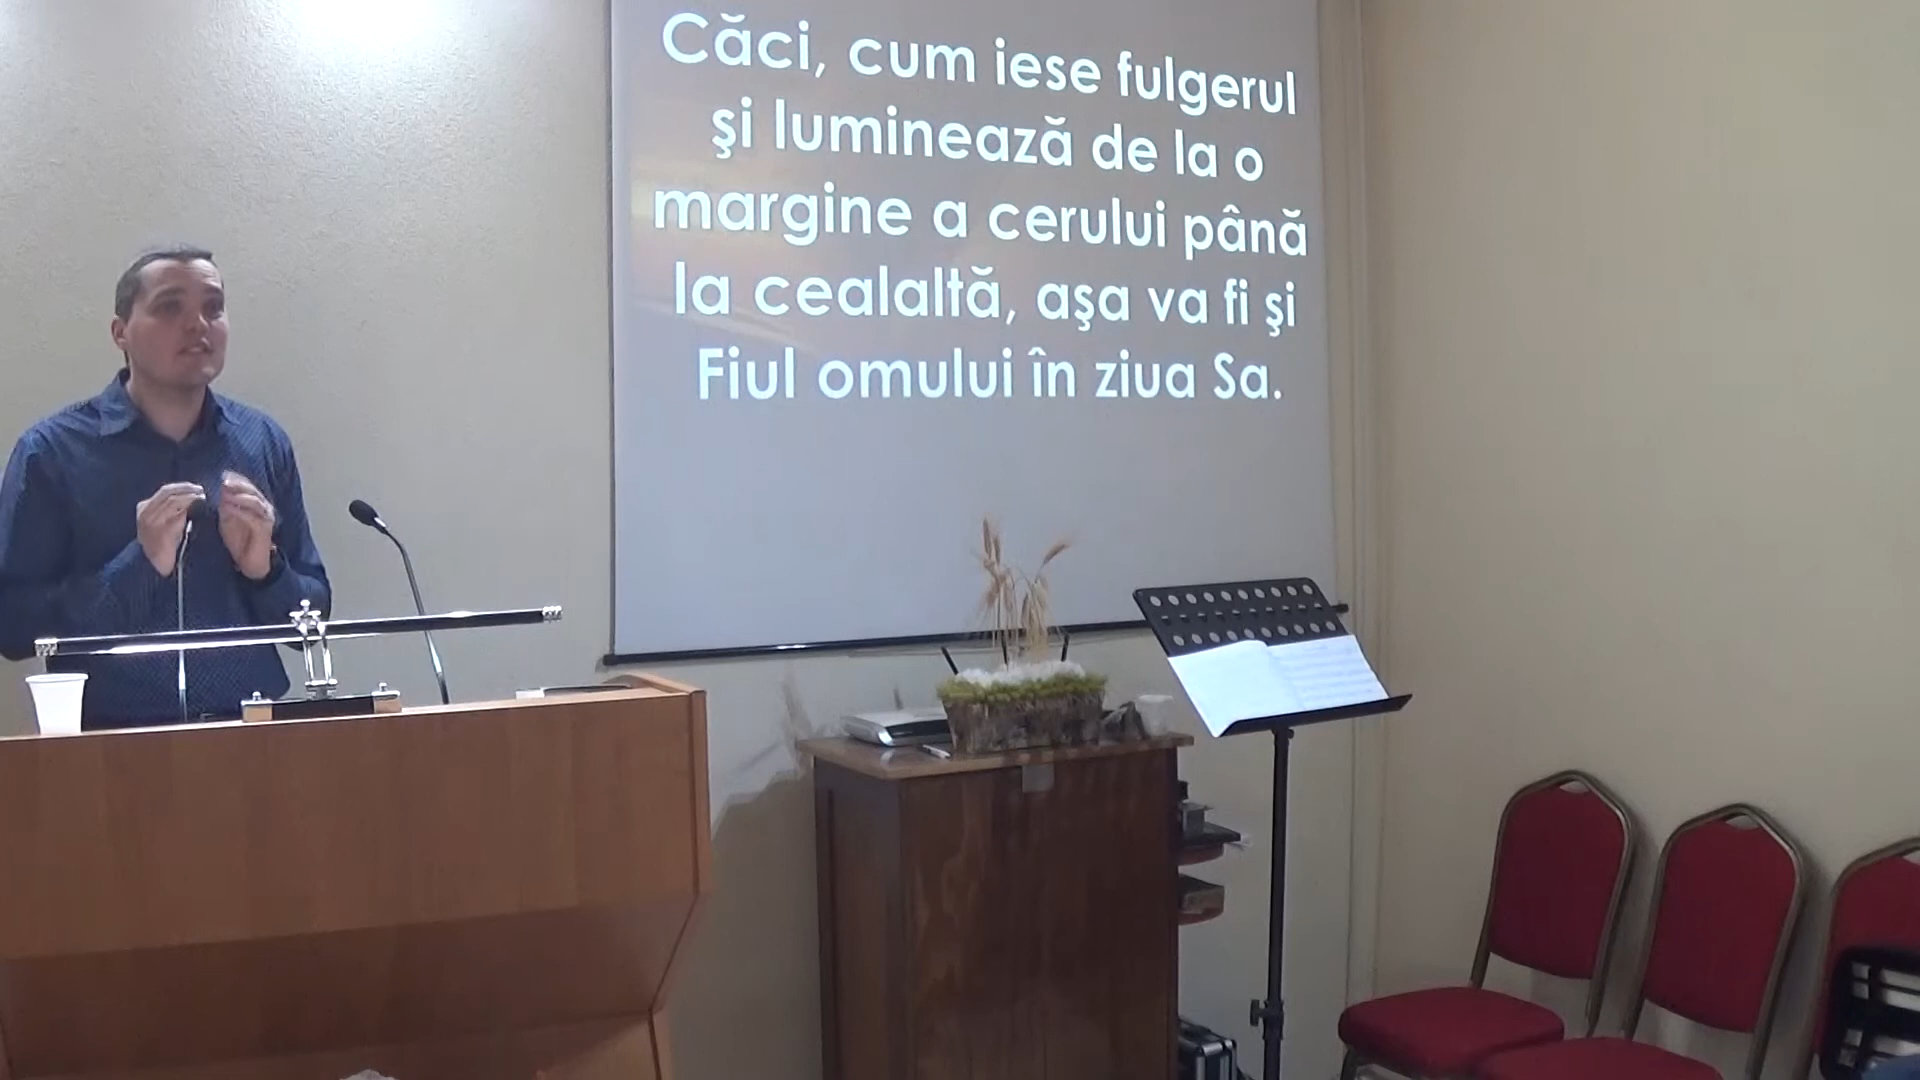 Căci, cum iese fulgerul
şi luminează de la o
margine a cerului până
la cealaltă, aşa va fi şi
Fiul omului în ziua Sa.